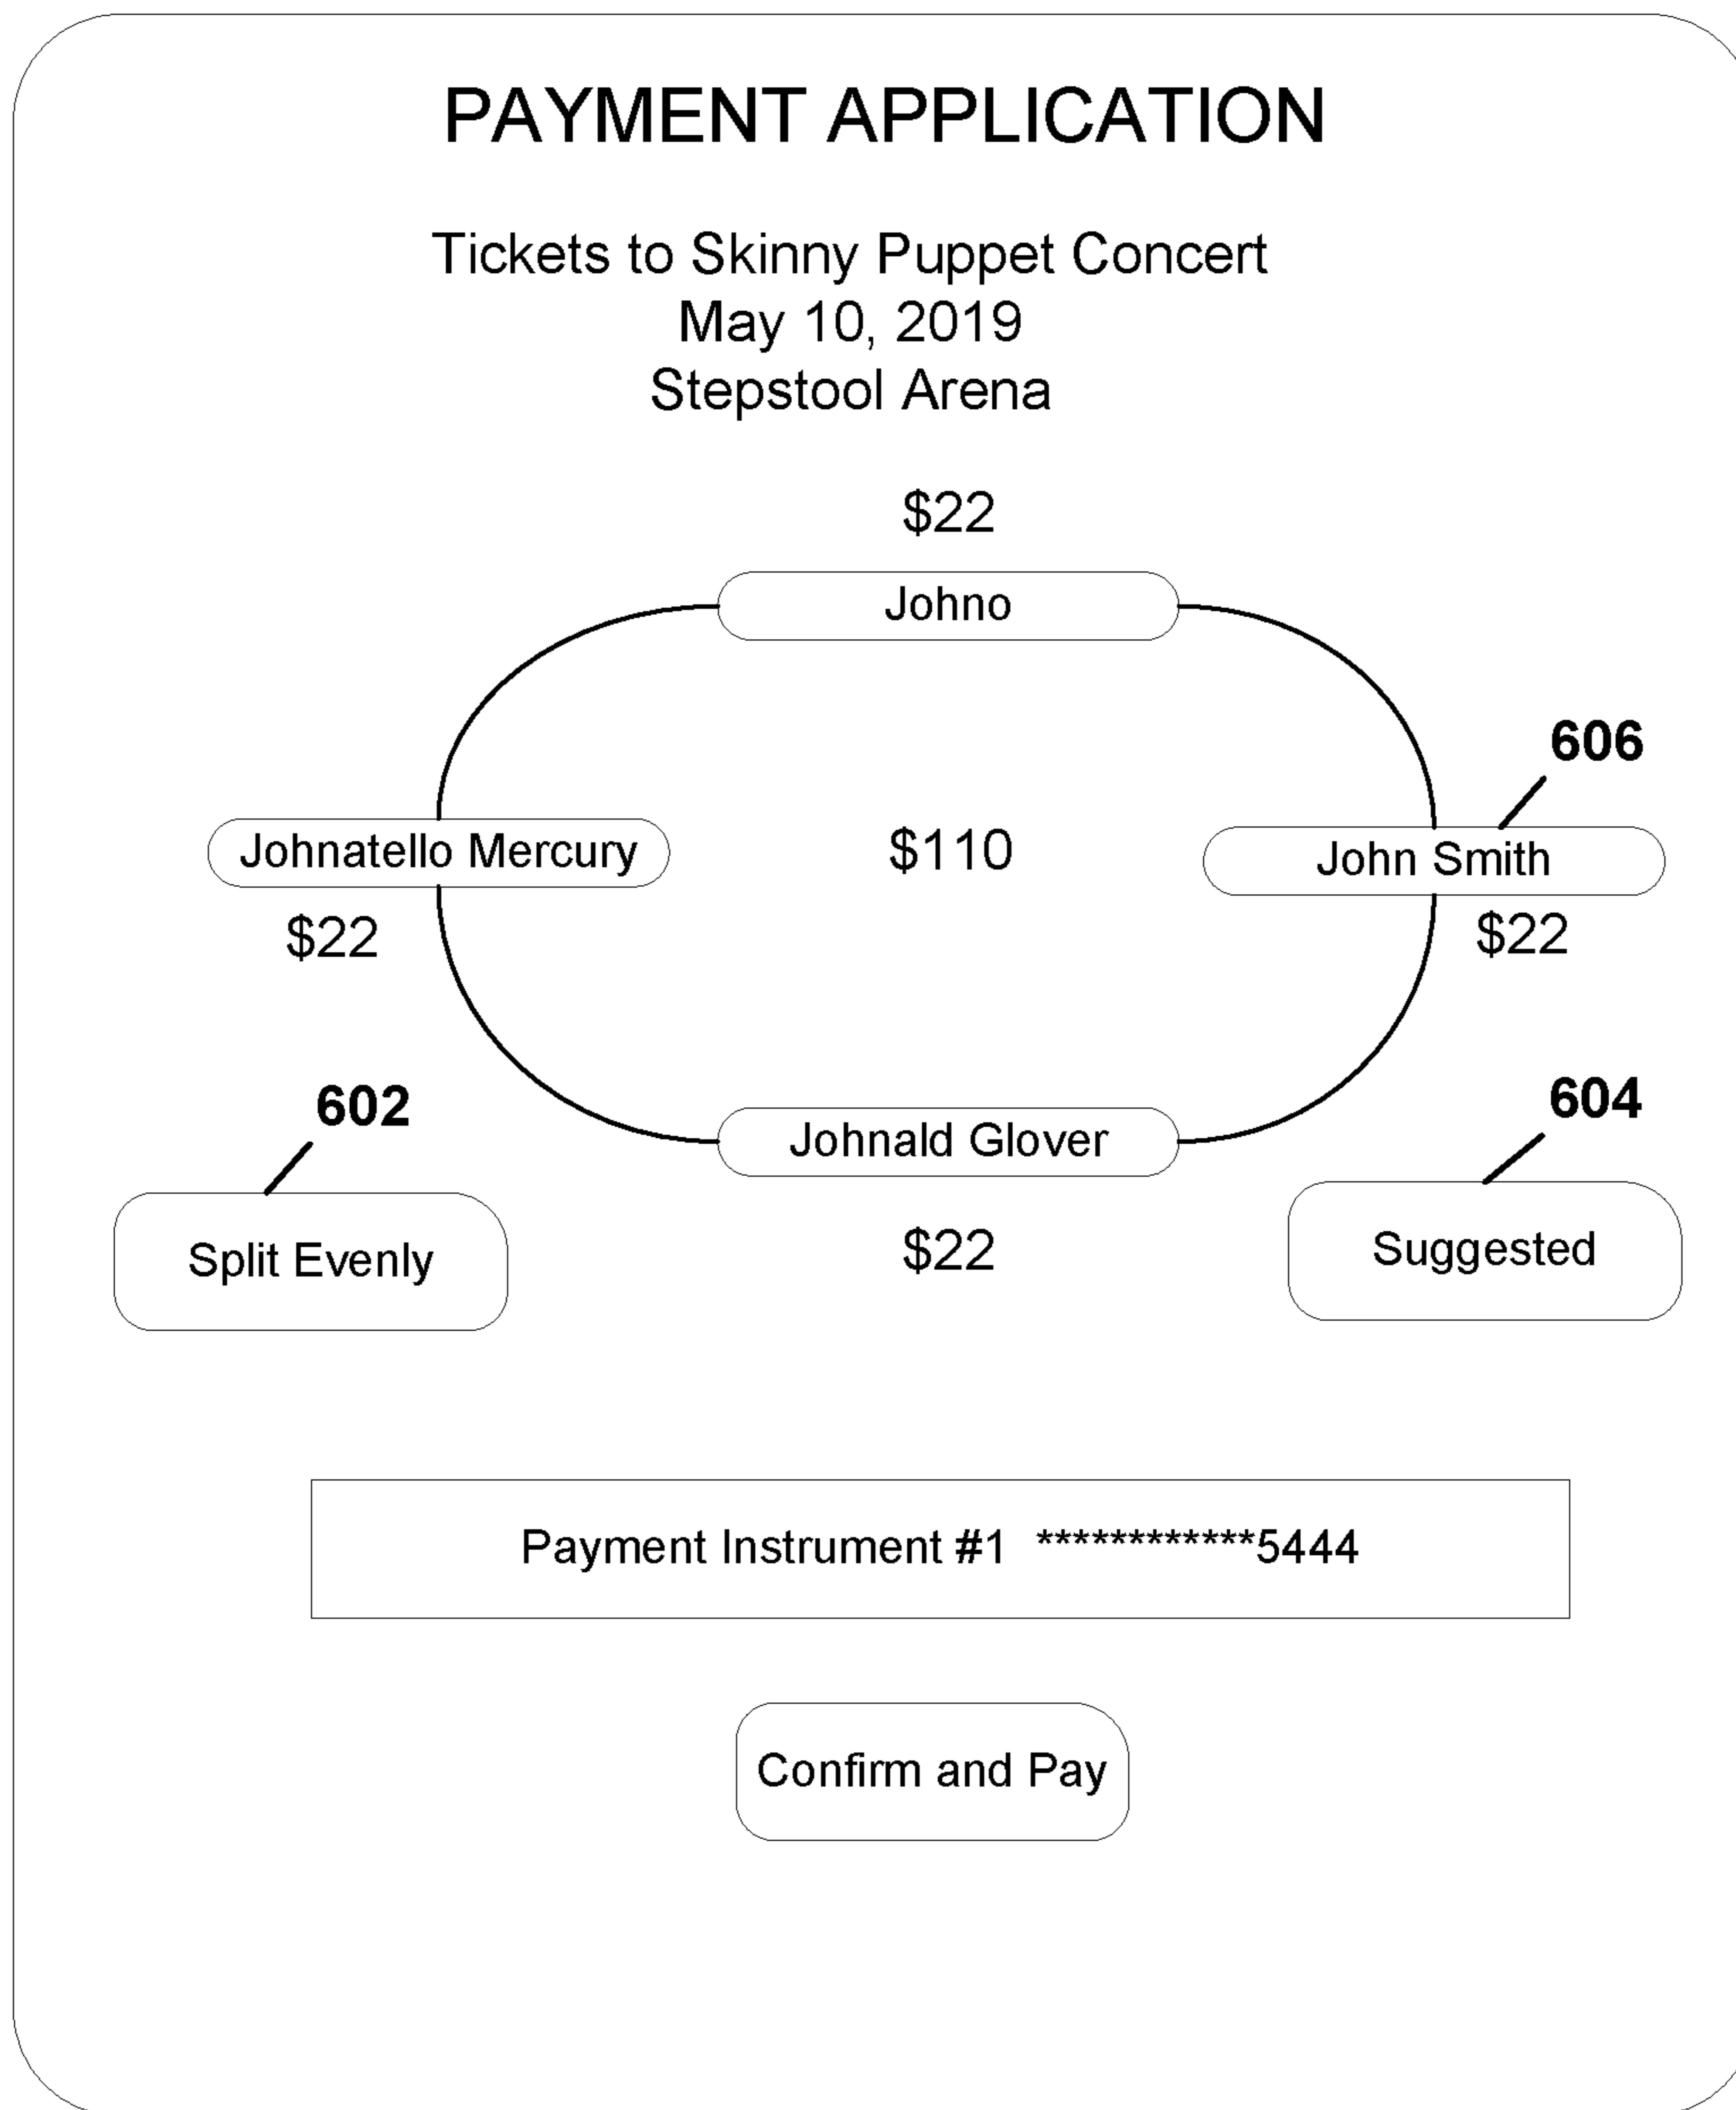 PAYMENT APPLICATION
Tickets to Skinny Puppet Concert
May 10, 2019
Stepstool Arena
$22
Johno
606
Johnatello Mercury
$110
John Smith
$22
$22
602
604
Johnald Glover
Split Evenly
$22
Suggested
Payment Instrument #1 ************5444
Confirm and Pay